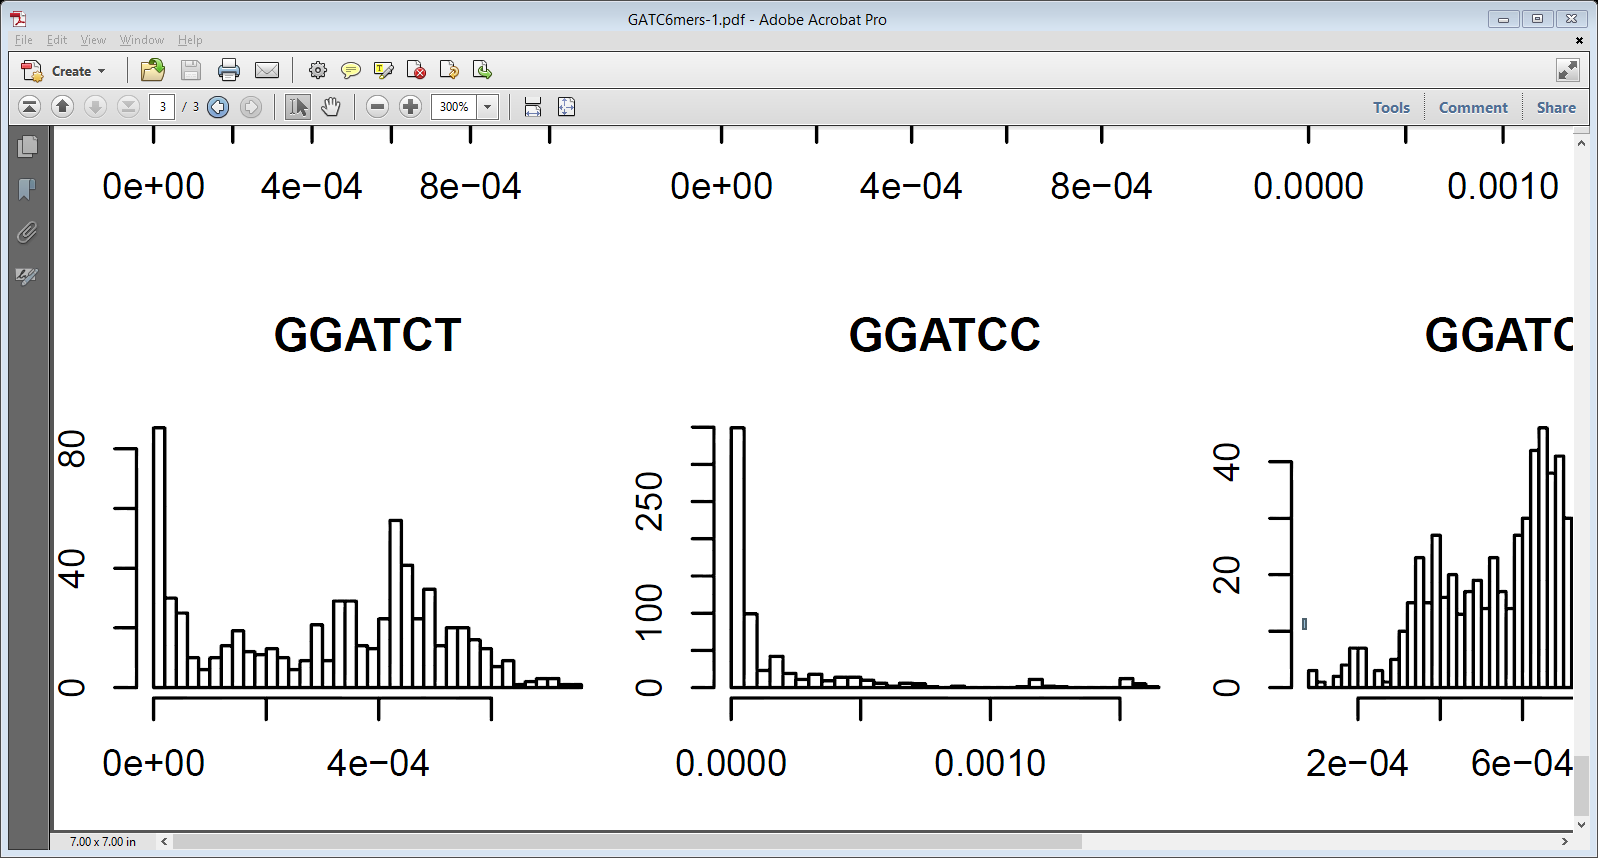 GATC6mers-1.pdf - Adobe Acrobat Pro
File Edit View Window Help
Create
3 / 3 300% Tools Comment Share
0e+00 4e−04 8e−04 0e+00 4e−04 8e−04 0.0000 0.0010
GGATCT GGATCC GGATC
0 40 80
0 100 250
0 20 40
0e+00 4e−04 0.0000 0.0010 2e−04 6e−04
7.00 x 7.00 in